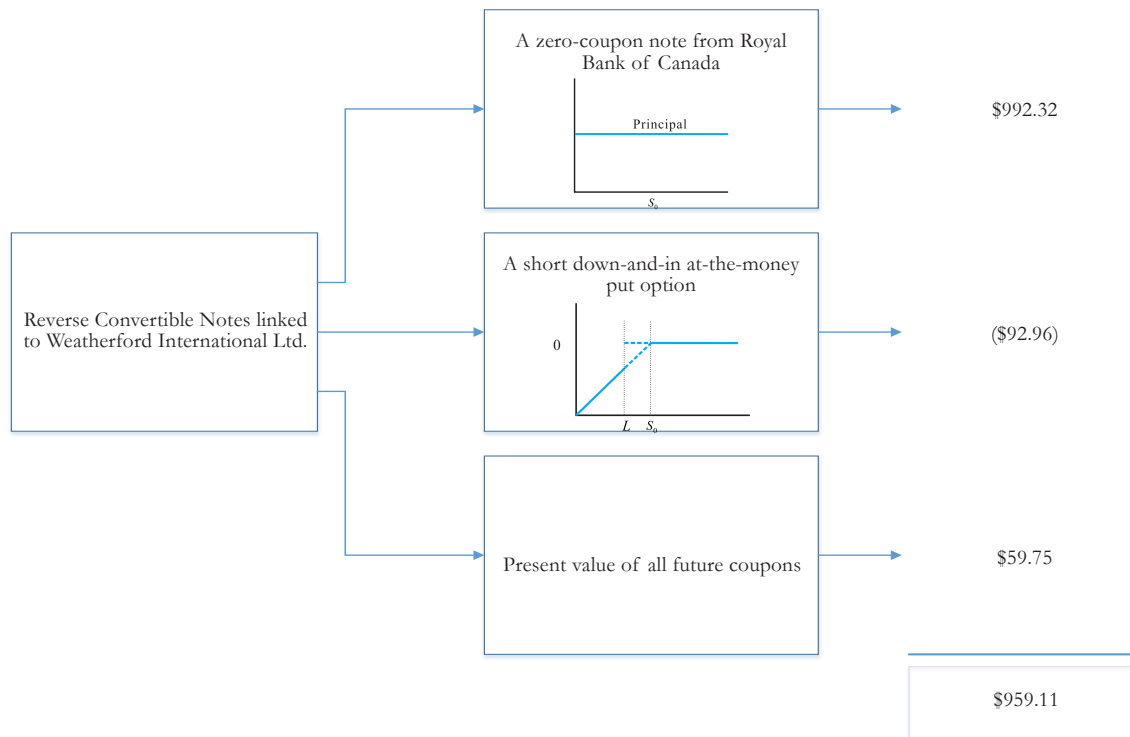 A zero-coupon note from Royal
Bank of Canada
Principal
S₀
$992.32
Reverse Convertible Notes linked
to Weatherford International Ltd.
A short down-and-in at-the-money
put option
0
L S₀
($92.96)
Present value of all future coupons
$59.75
$959.11